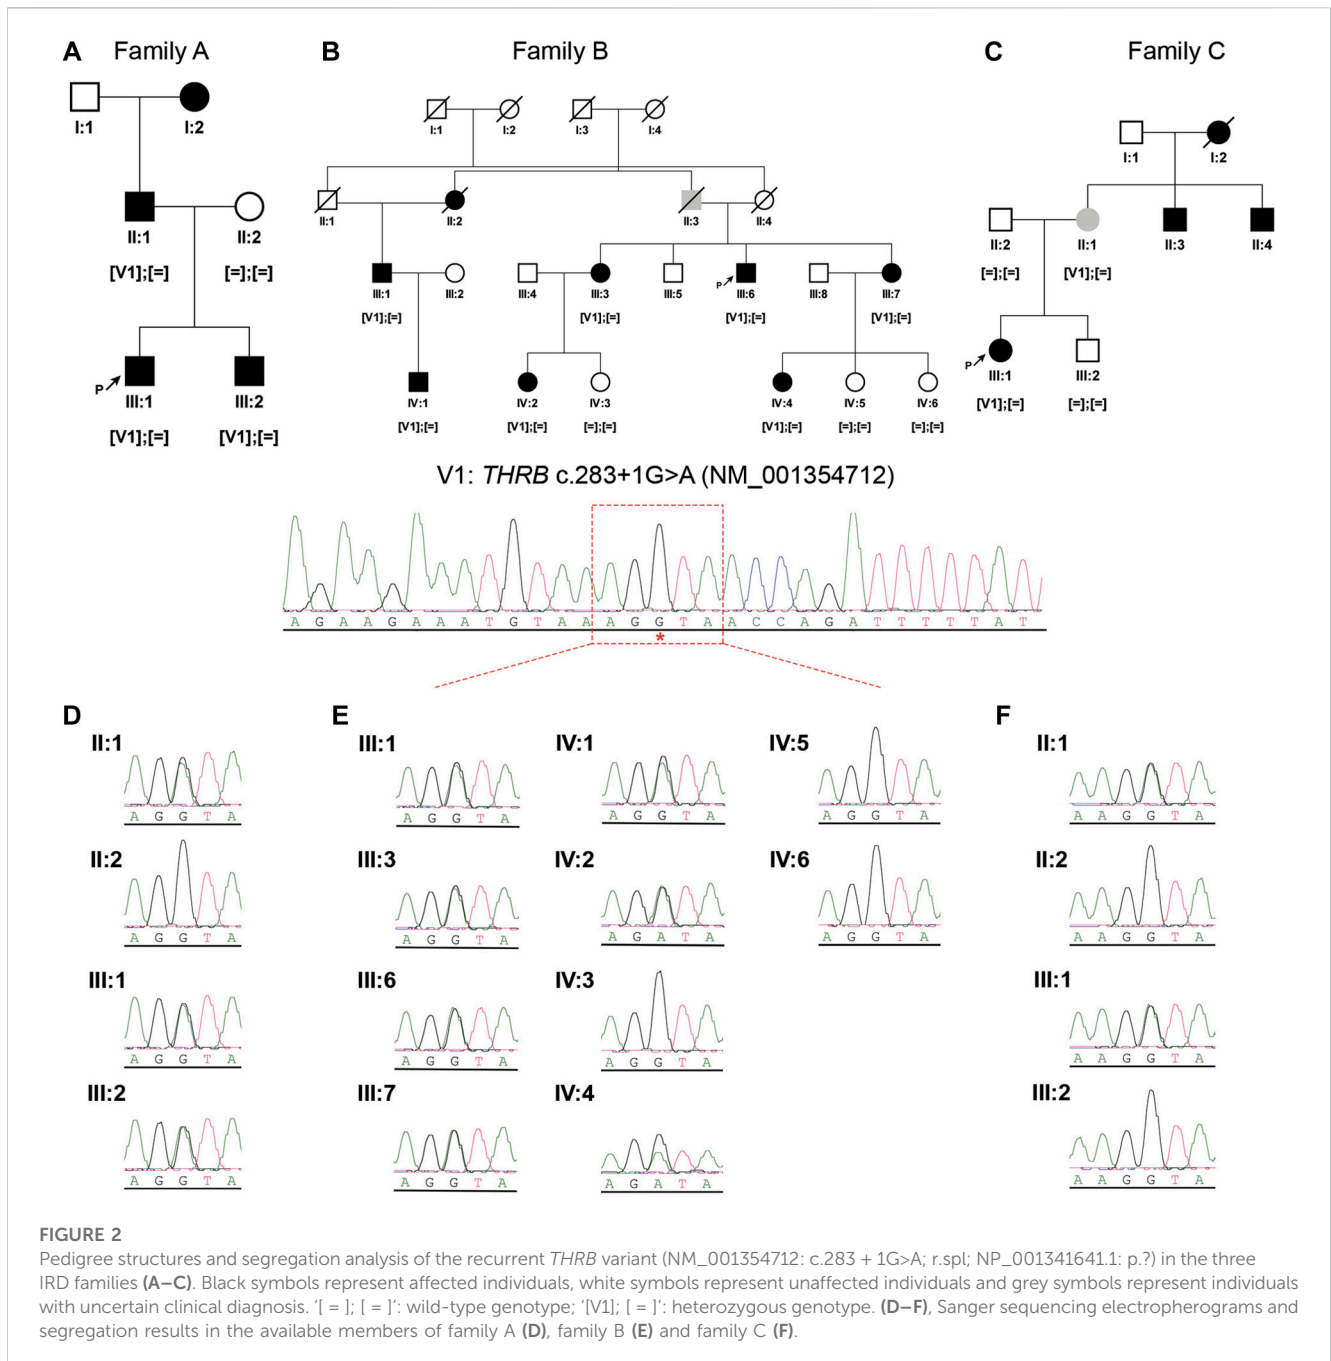 A Family A
B Family B
C Family C
I:1 I:2
II:1 II:2
[V1];[=] [=];[=]
P
III:1 III:2
[V1];[=] [V1];[=]
I:1 I:2 I:3 I:4
II:1 II:2 II:3 II:4
P
III:1 III:2 III:4 III:3 III:5 III:6 III:8 III:7
[V1];[=] [V1];[=] [V1];[=]
IV:1 IV:2 IV:3 IV:4 IV:5 IV:6
[V1];[=] [V1];[=] [=];[=] [V1];[=] [=];[=] [=];[=]
I:1 I:2
II:2 II:1 II:3 II:4
[=];[=] [V1];[=]
P
III:1 III:2
[V1];[=] [=];[=]
V1: THRB c.283+1G>A (NM_001354712)
A G A A G A A A T G T A A A G G T A A C C A G A T T T T T A T
*
D
II:1
A G G T A
II:2
A G G T A
III:1
A G G T A
III:2
A G G T A
E
III:1
A G G T A
III:3
A G G T A
III:6
A G G T A
III:7
A G G T A
IV:1
A G G T A
IV:2
A G A T A
IV:3
A G G T A
IV:4
A G A T A
IV:5
A G G T A
IV:6
A G G T A
F
II:1
A A G G T A
II:2
A A G G T A
III:1
A A G G T A
III:2
A A G G T A
FIGURE 2
Pedigree structures and segregation analysis of the recurrent THRB variant (NM_001354712: c.283 + 1G>A; r.spl; NP_001341641.1: p.?) in the three
IRD families (A–C). Black symbols represent affected individuals, white symbols represent unaffected individuals and grey symbols represent individuals
with uncertain clinical diagnosis. ‘[ = ]; [ = ]’: wild-type genotype; ‘[V1]; [ = ]‘: heterozygous genotype. (D–F), Sanger sequencing electropherograms and
segregation results in the available members of family A (D), family B (E) and family C (F).